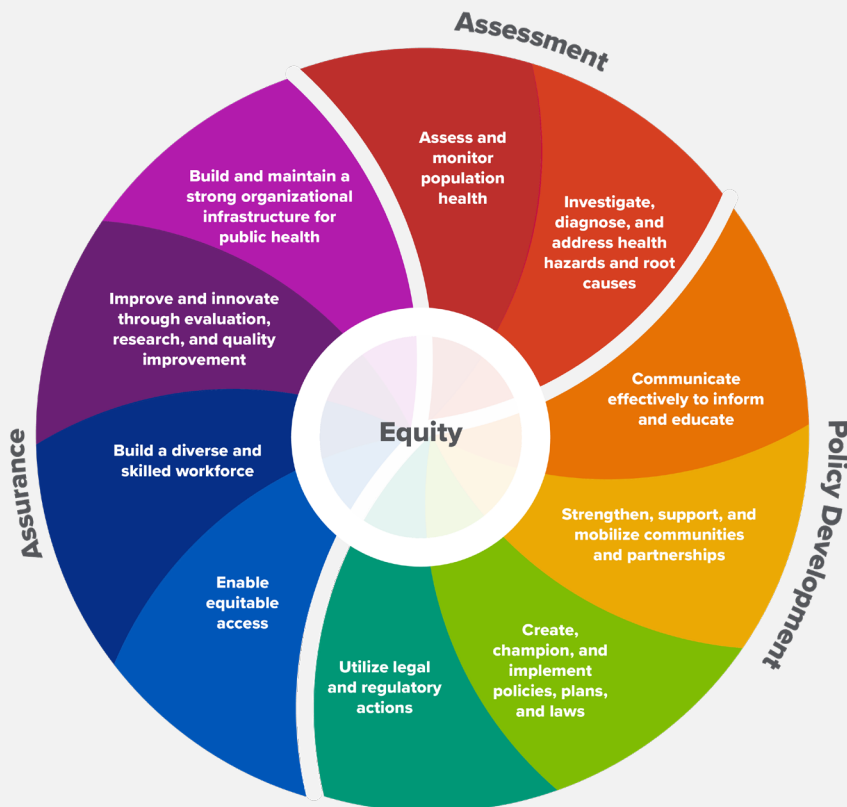 Assessment
Assess and
monitor
population
health
Investigate,
diagnose, and
address health
hazards and root
causes
Policy Development
Communicate
effectively to inform
and educate
Strengthen, support, and
mobilize communities
and partnerships
Create,
champion, and
implement
policies, plans,
and laws
Utilize legal
and regulatory
actions
Assurance
Enable
equitable
access
Build a diverse and
skilled workforce
Improve and innovate
through evaluation,
research, and quality
improvement
Build and maintain a
strong organizational
infrastructure for
public health
Equity